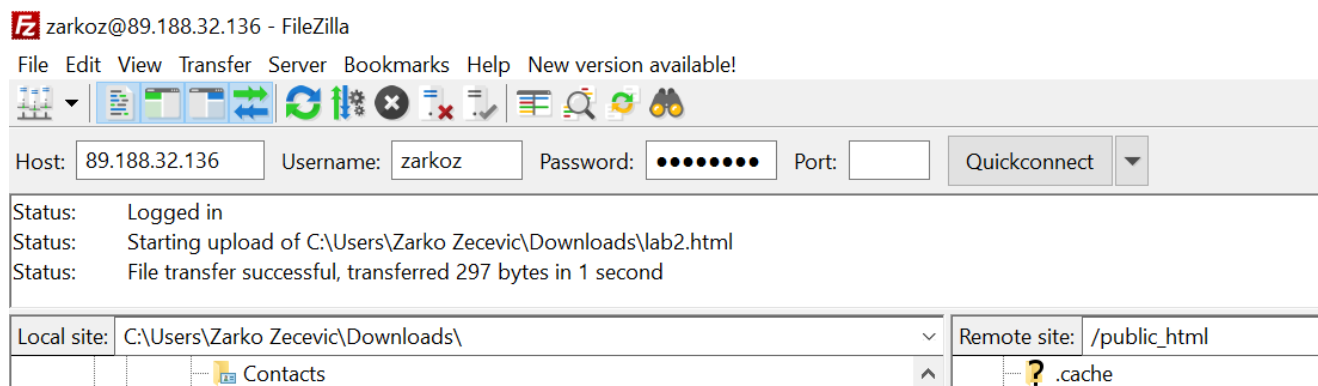 zarkoz@89.188.32.136 - FileZilla
File Edit View Transfer Server Bookmarks Help New version available!
Host: 89.188.32.136 Username: zarkoz Password: ●●●●●●●● Port: Quickconnect
Status: Logged in
Status: Starting upload of C:\Users\Zarko Zecevic\Downloads\lab2.html
Status: File transfer successful, transferred 297 bytes in 1 second
Local site: C:\Users\Zarko Zecevic\Downloads\ Remote site: /public_html
Contacts ? .cache